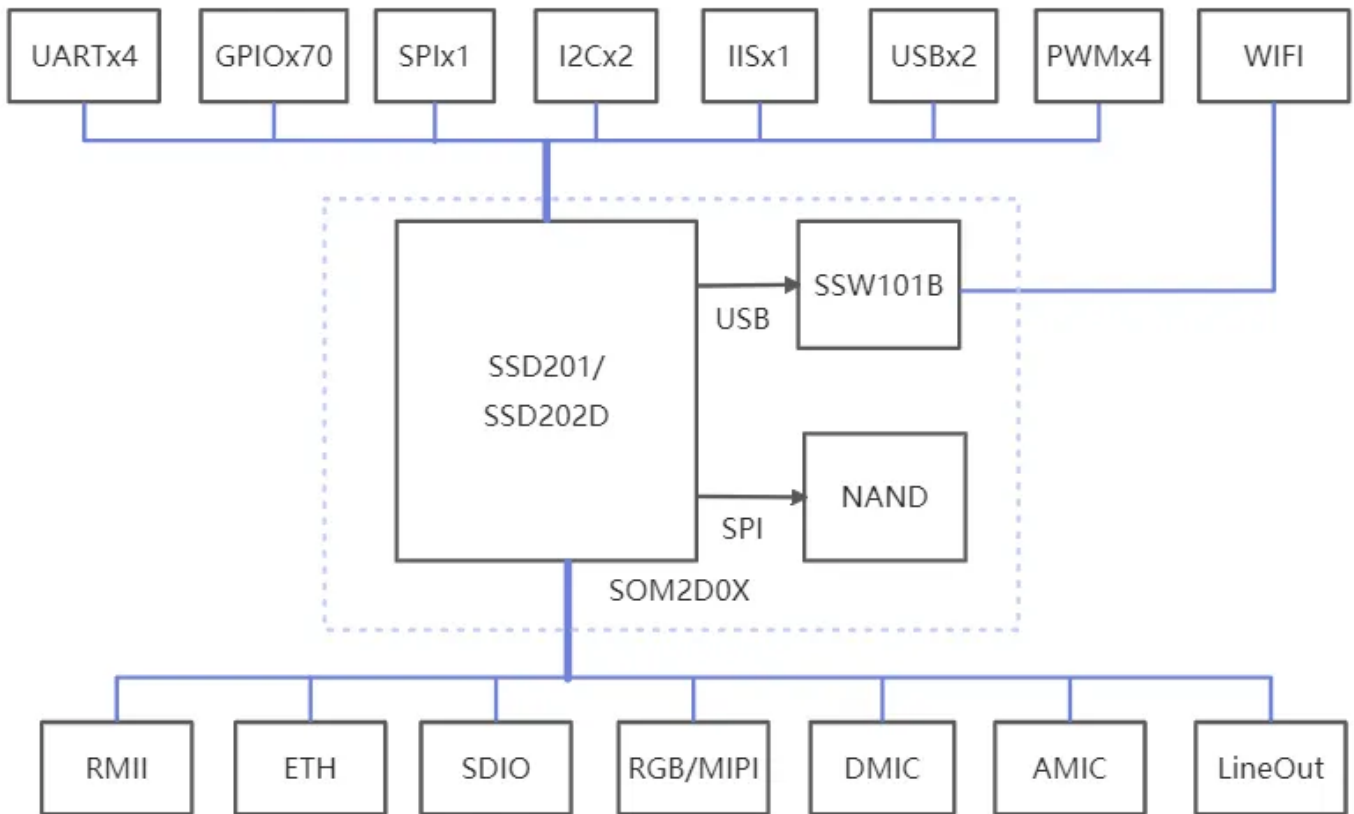 UARTx4
GPIOx70
SPIx1
I2Cx2
IISx1
USBx2
PWMx4
WIFI
SSD201/
SSD202D
USB
SSW101B
SPI
NAND
SOM2D0X
RMII
ETH
SDIO
RGB/MIPI
DMIC
AMIC
LineOut